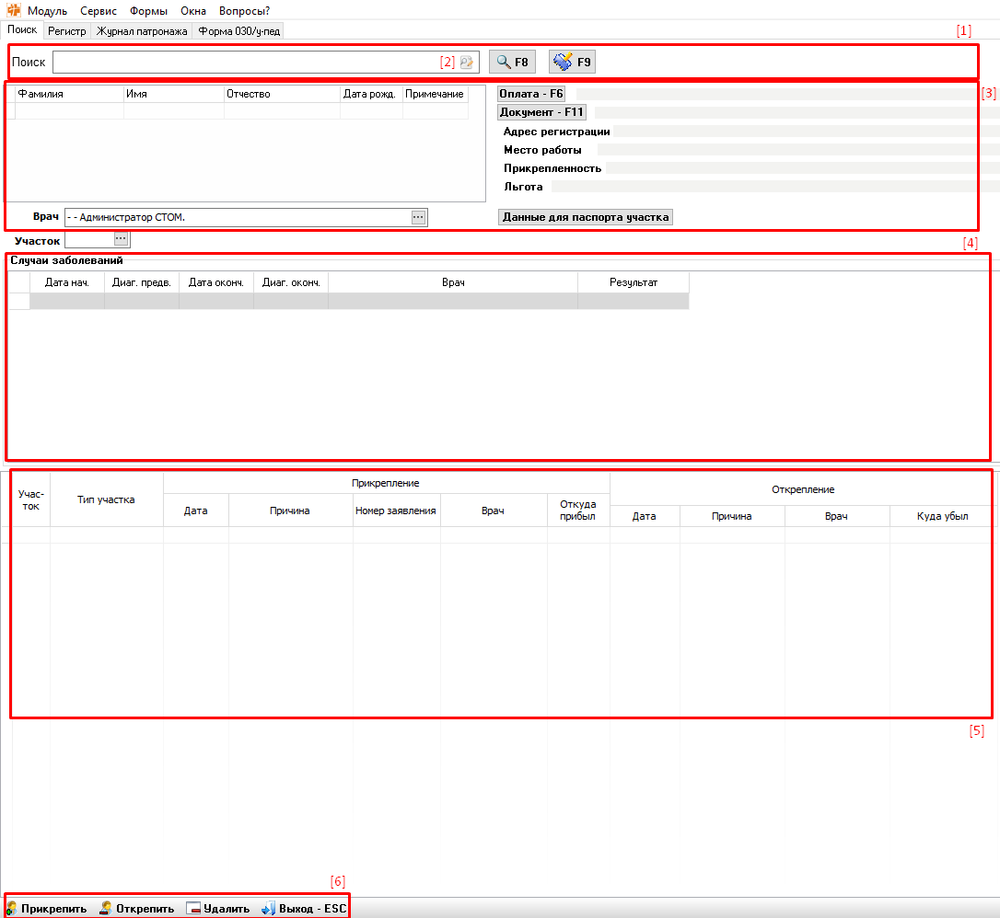 Модуль Сервис Формы Окна Вопросы?
Поиск Регистр Журнал патронажа Форма 030/у-пед
[1]
Поиск [2] F8 F9
[3]
Фамилия Имя Отчество Дата рожд. Примечание
Оплата - F6
Документ - F11
Адрес регистрации
Место работы
Прикрепленность
Льгота
Врач - - Администратор СТОМ. ... Данные для паспорта участка
Участок ...
[4]
Случаи заболеваний
Дата нач. Диаг. предв. Дата оконч. Диаг. оконч. Врач Результат
Учас-
ток
Тип участка
Прикрепление
Дата Причина Номер заявления Врач
Откуда
прибыл
Открепление
Дата Причина Врач Куда убыл
[5]
[6]
Прикрепить Открепить Удалить Выход - ESC